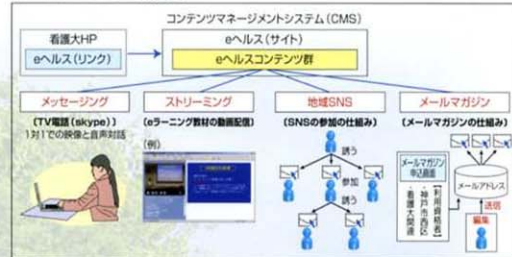 コンテンツマネージメントシステム(CMS)
看護大HP
eヘルス(リンク)
eヘルス(サイト)
eヘルスコンテンツ群
メッセージング
(TV電話(skype))
1対1での映像と音声対話
ストリーミング
(eラーニング教材の動画配信)
(例)
地域SNS
(SNSの参加の仕組み)
誘う
参加
誘う
メールマガジン
(メールマガジンの仕組み)
メールマガジン
申込画面
【利用資格者】
・神戸市西区
・看護大関連
メールアドレス
送信
編集